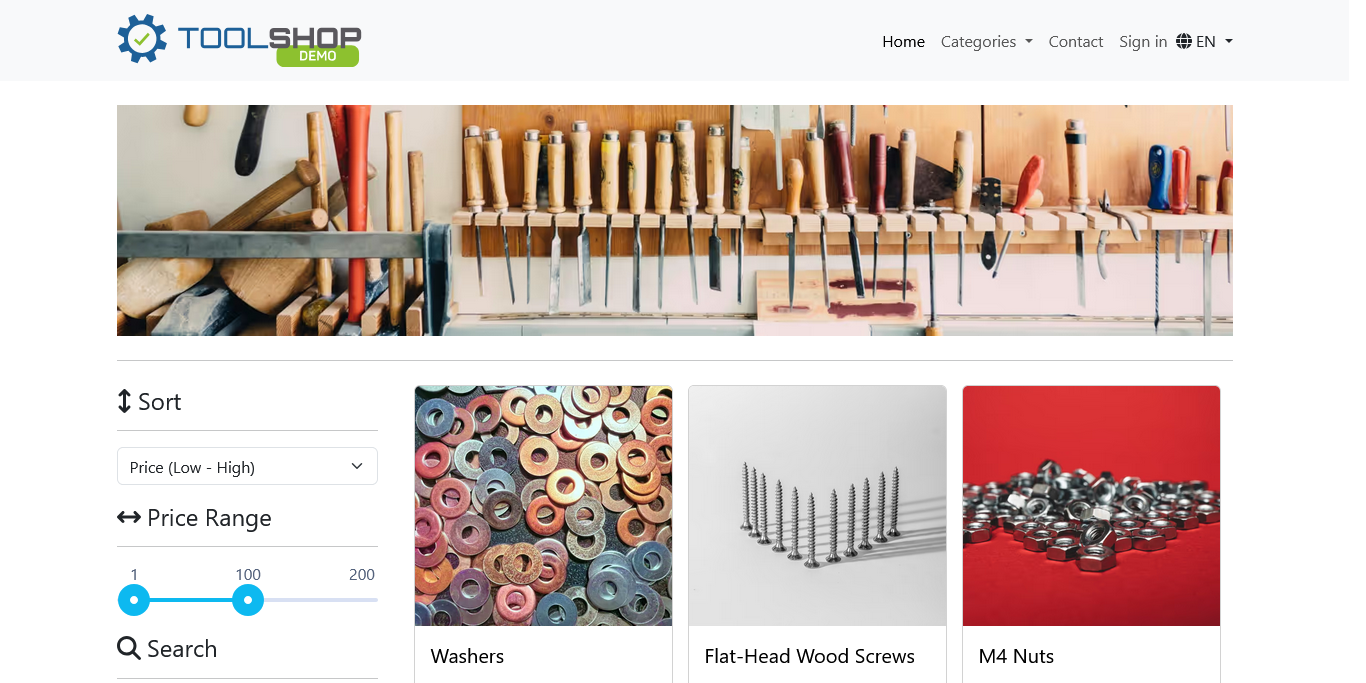 TOOLSHOP
DEMO
Home Categories Contact Sign in EN
Sort
Price (Low - High)
Price Range
1 100 200
Search
Washers
Flat-Head Wood Screws
M4 Nuts